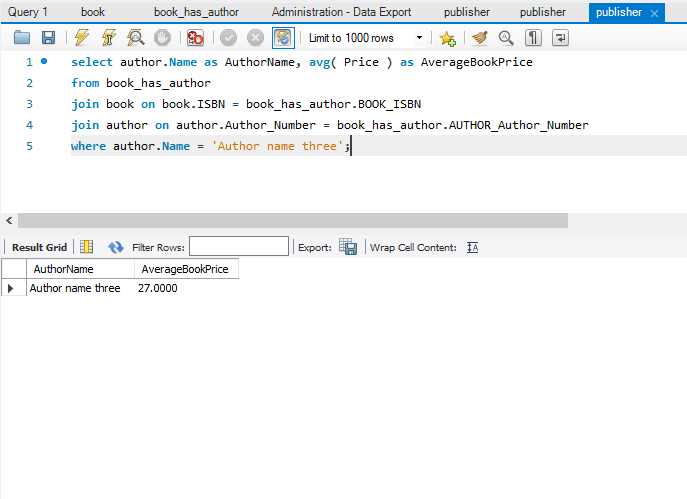 Query 1 book book_has_author Administration - Data Export publisher publisher publisher
Limit to 1000 rows
1 select author.Name as AuthorName, avg( Price ) as AverageBookPrice
2 from book_has_author
3 join book on book.ISBN = book_has_author.BOOK_ISBN
4 join author on author.Author_Number = book_has_author.AUTHOR_Author_Number
5 where author.Name = 'Author name three';
Result Grid Filter Rows: Export: Wrap Cell Content: IA
AuthorName AverageBookPrice
Author name three 27.0000